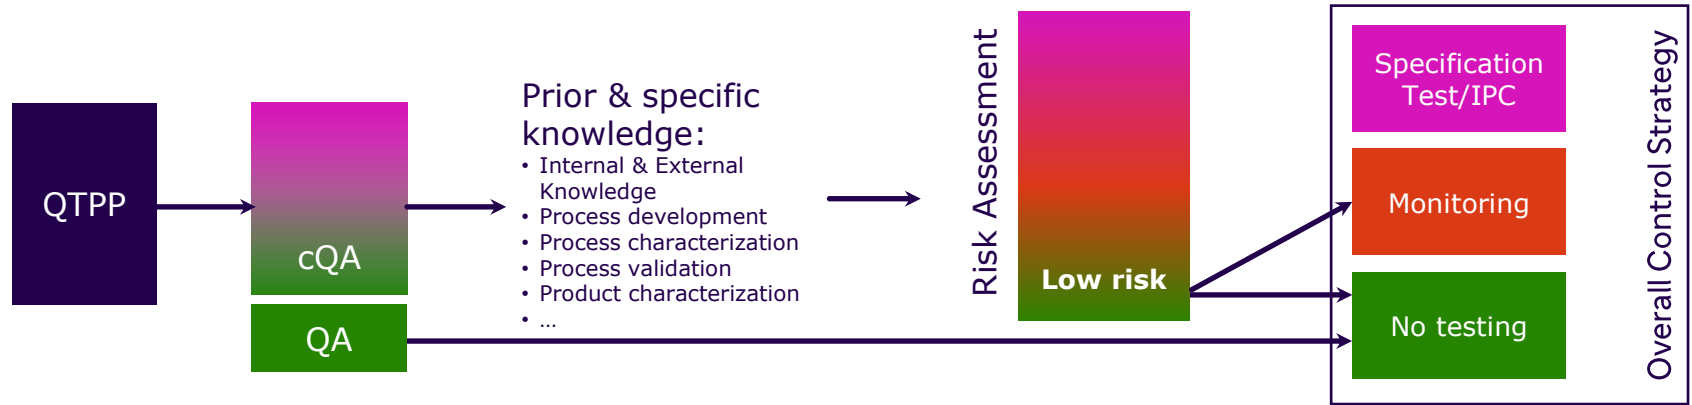 QTPP
cQA
QA
Prior & specific
knowledge:
• Internal & External
Knowledge
• Process development
• Process characterization
• Process validation
• Product characterization
• ...
Risk Assessment
Low risk
Specification
Test/IPC
Monitoring
No testing
Overall Control Strategy